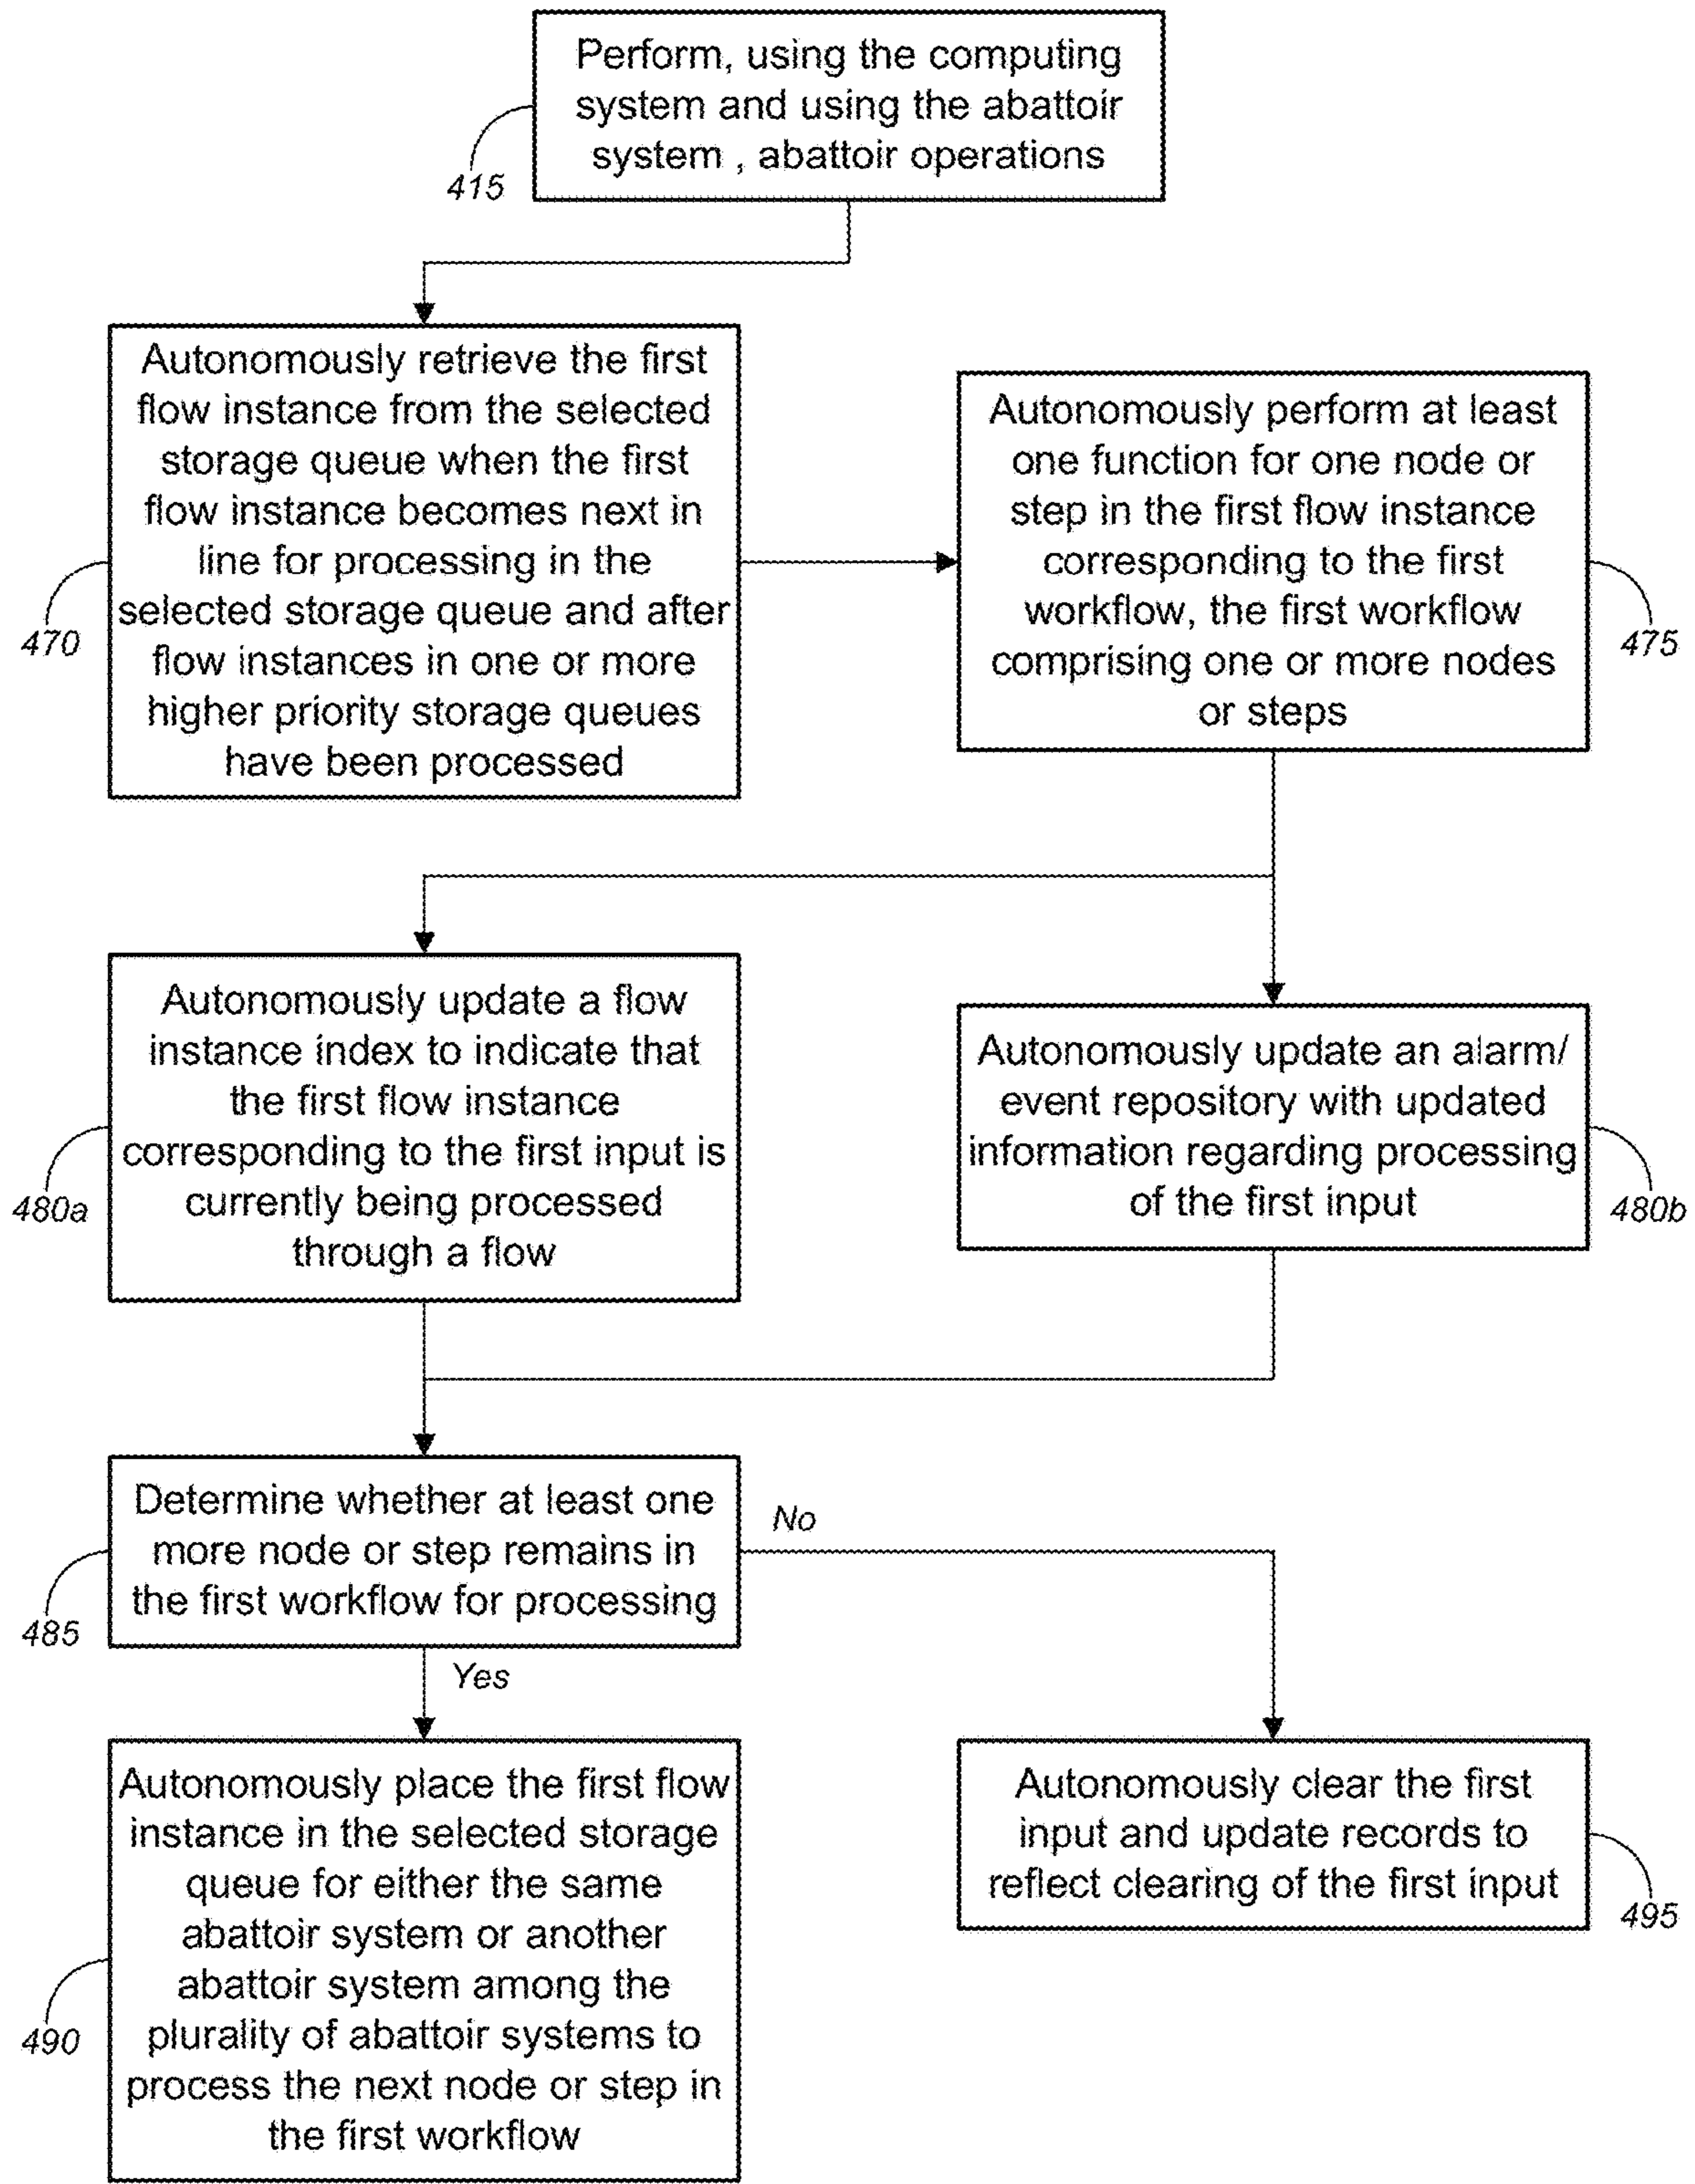 Perform, using the computing
system and using the abattoir
system , abattoir operations
415
Autonomously retrieve the first
flow instance from the selected
storage queue when the first
flow instance becomes next in
line for processing in the
selected storage queue and after
flow instances in one or more
higher priority storage queues
have been processed
470
Autonomously perform at least
one function for one node or
step in the first flow instance
corresponding to the first
workflow, the first workflow
comprising one or more nodes
or steps
475
Autonomously update a flow
instance index to indicate that
the first flow instance
corresponding to the first input is
currently being processed
through a flow
480a
Autonomously update an alarm/
event repository with updated
information regarding processing
of the first input
480b
Determine whether at least one
more node or step remains in
the first workflow for processing
485
No
Yes
Autonomously place the first flow
instance in the selected storage
queue for either the same
abattoir system or another
abattoir system among the
plurality of abattoir systems to
process the next node or step in
the first workflow
490
Autonomously clear the first
input and update records to
reflect clearing of the first input
495